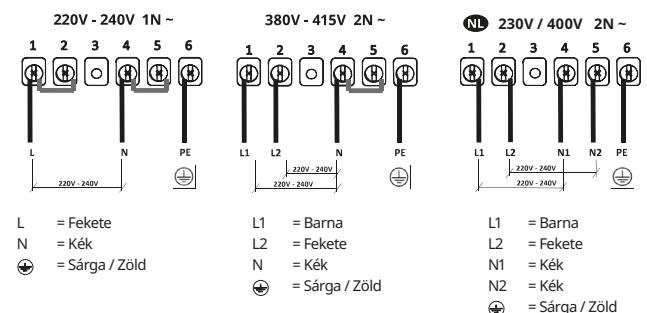 220V - 240V 1N ~
1 2 3 4 5 6
L N PE
220V - 240V
L = Fekete
N = Kék
= Sárga / Zöld
380V - 415V 2N ~
1 2 3 4 5 6
L1 L2 N PE
220V - 240V
220V - 240V
L1 = Barna
L2 = Fekete
N = Kék
= Sárga / Zöld
NL 230V / 400V 2N ~
1 2 3 4 5 6
L1 L2 N1 N2 PE
220V - 240V
220V - 240V
L1 = Barna
L2 = Fekete
N1 = Kék
N2 = Kék
= Sárga / Zöld